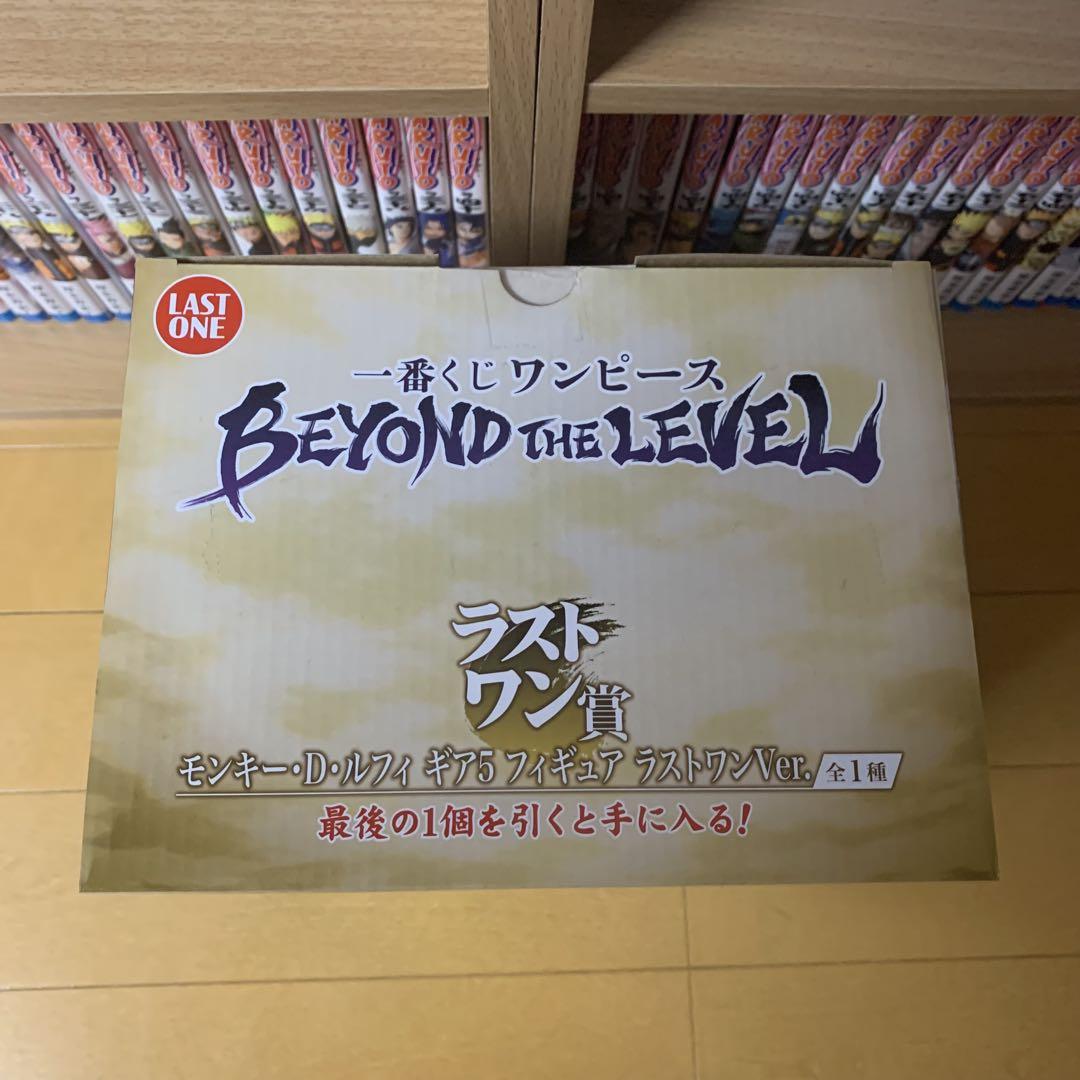 LAST
ONE
一番くじ ワンピース
BEYOND THE LEVEL
ラスト
ワン賞
モンキー・D・ルフィ ギア5 フィギュア ラストワンVer. 全1種
最後の1個を引くと手に入る!